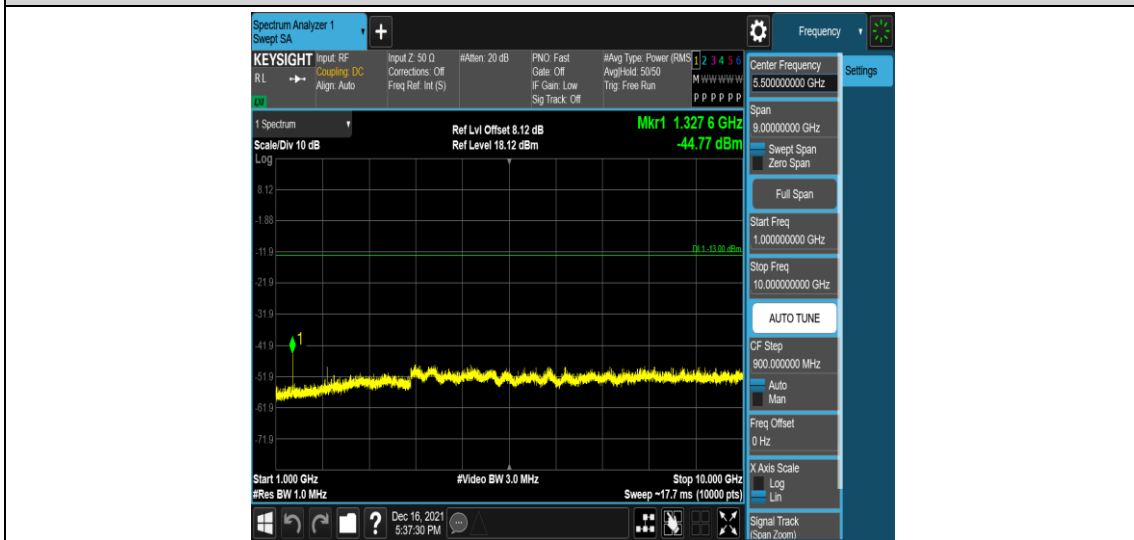 Spectrum Analyzer 1
Swept SA
+
Frequency
KEYSIGHT
RL
LXI
Input: RF
Coupling: DC
Align: Auto
Input Z: 50 Ω
Corrections: Off
Freq Ref: Int (S)
#Atten: 20 dB
PNO: Fast
Gate: Off
IF Gain: Low
Sig Track: Off
#Avg Type: Power (RMS
Avg|Hold: 50/50
Trig: Free Run
1 2 3 4 5 6
M W W W W W
P P P P P P
1 Spectrum
Scale/Div 10 dB
Ref Lvl Offset 8.12 dB
Ref Level 18.12 dBm
Mkr1 1.327 6 GHz
-44.77 dBm
Log
8.12
-1.88
-11.9
-21.9
-31.9
-41.9
-51.9
-61.9
-71.9
DL1 -13.00 dBm
1
Start 1.000 GHz
#Res BW 1.0 MHz
#Video BW 3.0 MHz
Stop 10.000 GHz
Sweep ~17.7 ms (10000 pts)
Center Frequency
5.500000000 GHz
Settings
Span
9.00000000 GHz
Swept Span
Zero Span
Full Span
Start Freq
1.000000000 GHz
Stop Freq
10.000000000 GHz
AUTO TUNE
CF Step
900.000000 MHz
Auto
Man
Freq Offset
0 Hz
X Axis Scale
Log
Lin
Signal Track
(Span Zoom)
?
Dec 16, 2021
5:37:30 PM